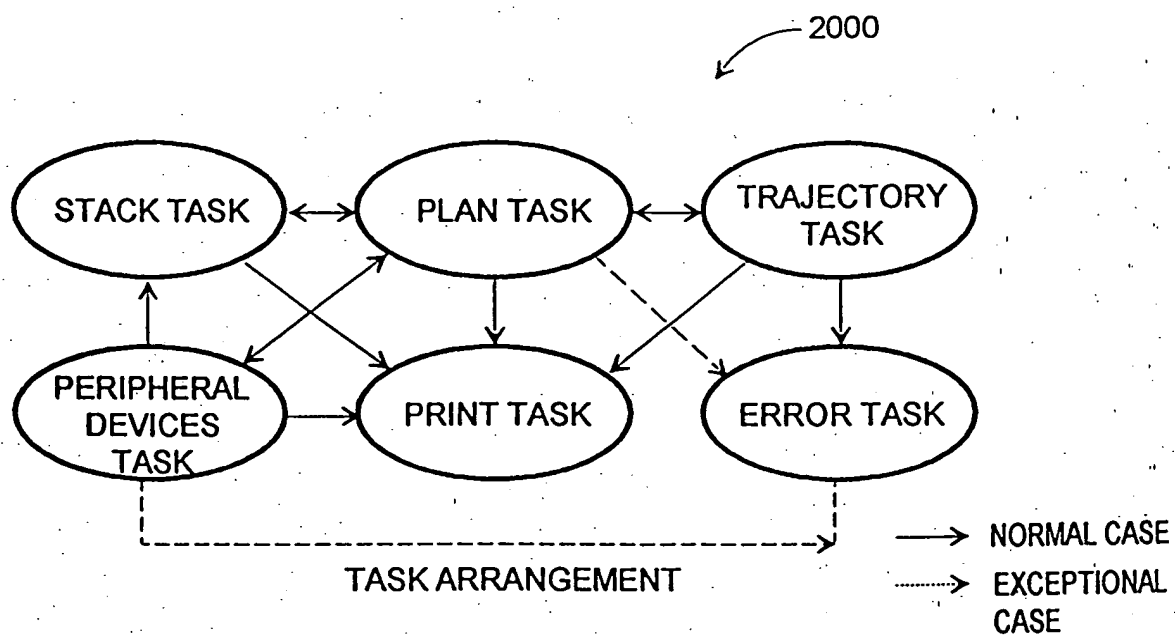 2000
STACK TASK
PLAN TASK
TRAJECTORY
TASK
PERIPHERAL
DEVICES
TASK
PRINT TASK
ERROR TASK
TASK ARRANGEMENT
NORMAL CASE
EXCEPTIONAL
CASE